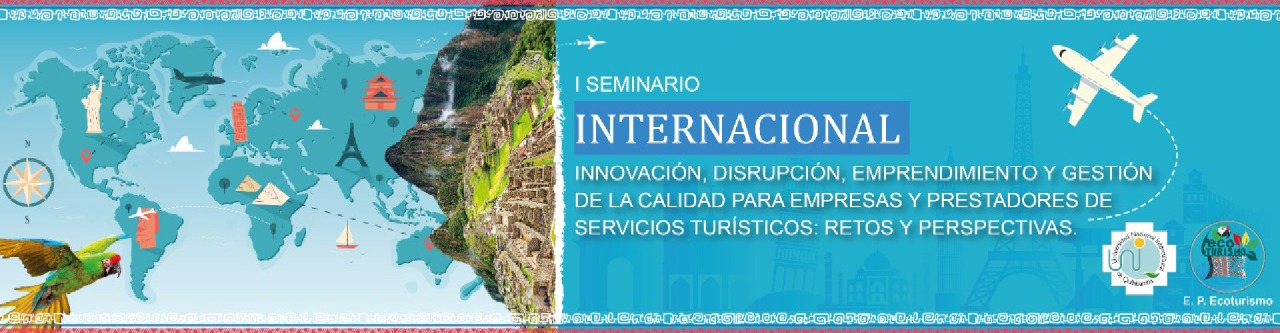 I SEMINARIO
INTERNACIONAL
INNOVACIÓN, DISRUPCIÓN, EMPRENDIMIENTO Y GESTIÓN
DE LA CALIDAD PARA EMPRESAS Y PRESTADORES DE
SERVICIOS TURÍSTICOS: RETOS Y PERSPECTIVAS.
N
S
Universidad Nacional Intercultural
de Quillabamba
eco
TURISMO
E. P. Ecoturismo